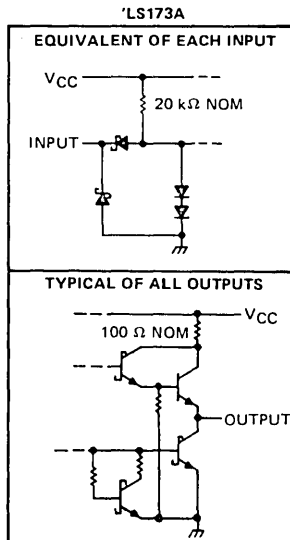 'LS173A
EQUIVALENT OF EACH INPUT
VCC
20 kΩ NOM
INPUT
TYPICAL OF ALL OUTPUTS
VCC
100 Ω NOM
OUTPUT